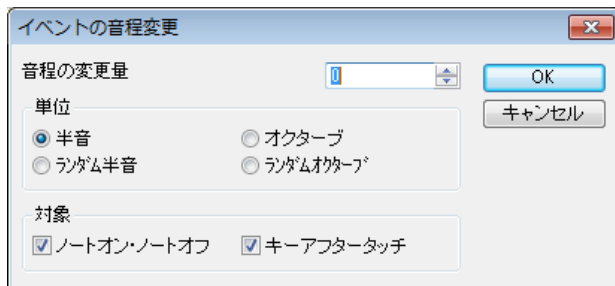 イベントの音程変更
音程の変更量 0 OK
単位 キャンセル
半音 オクターブ
ﾗﾝﾀﾞﾑ半音 ﾗﾝﾀﾞﾑｵｸﾀｰﾌﾞ
対象
ノートオン・ノートオフ キーアフタータッチ